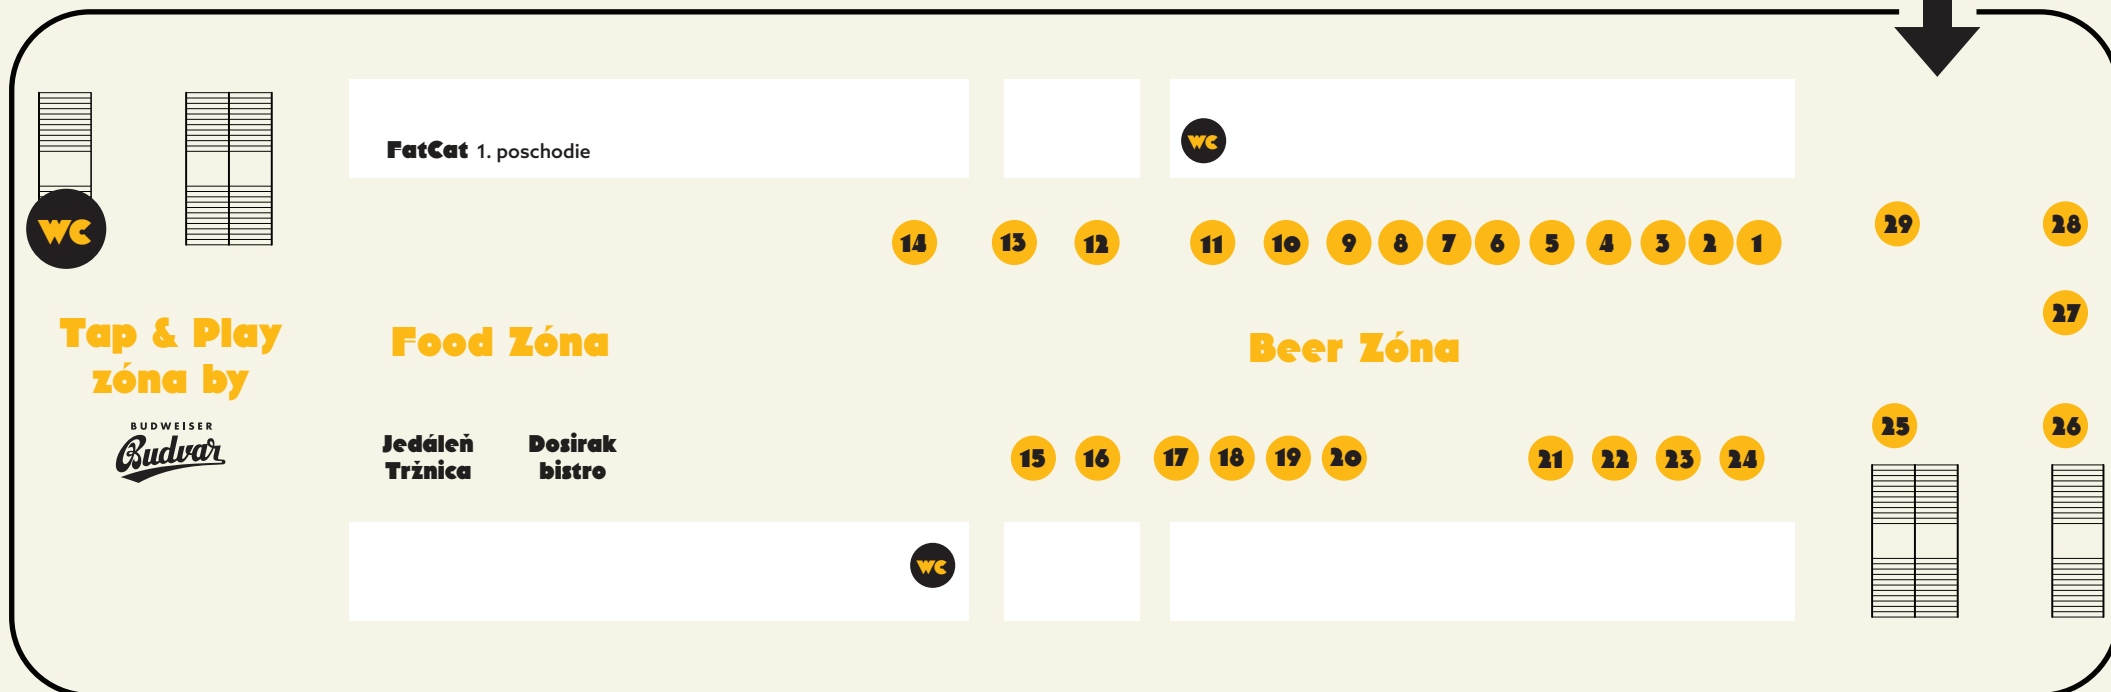 FatCat 1. poschodie
WC
WC
14 13 12 11 10 9 8 7 6 5 4 3 2 1
29 28
27
Tap & Play
zóna by
BUDWEISER
Budvar
Food Zóna
Beer Zóna
Jedáleň
Tržnica
Dosirak
bistro
15 16 17 18 19 20 21 22 23 24
25 26
WC